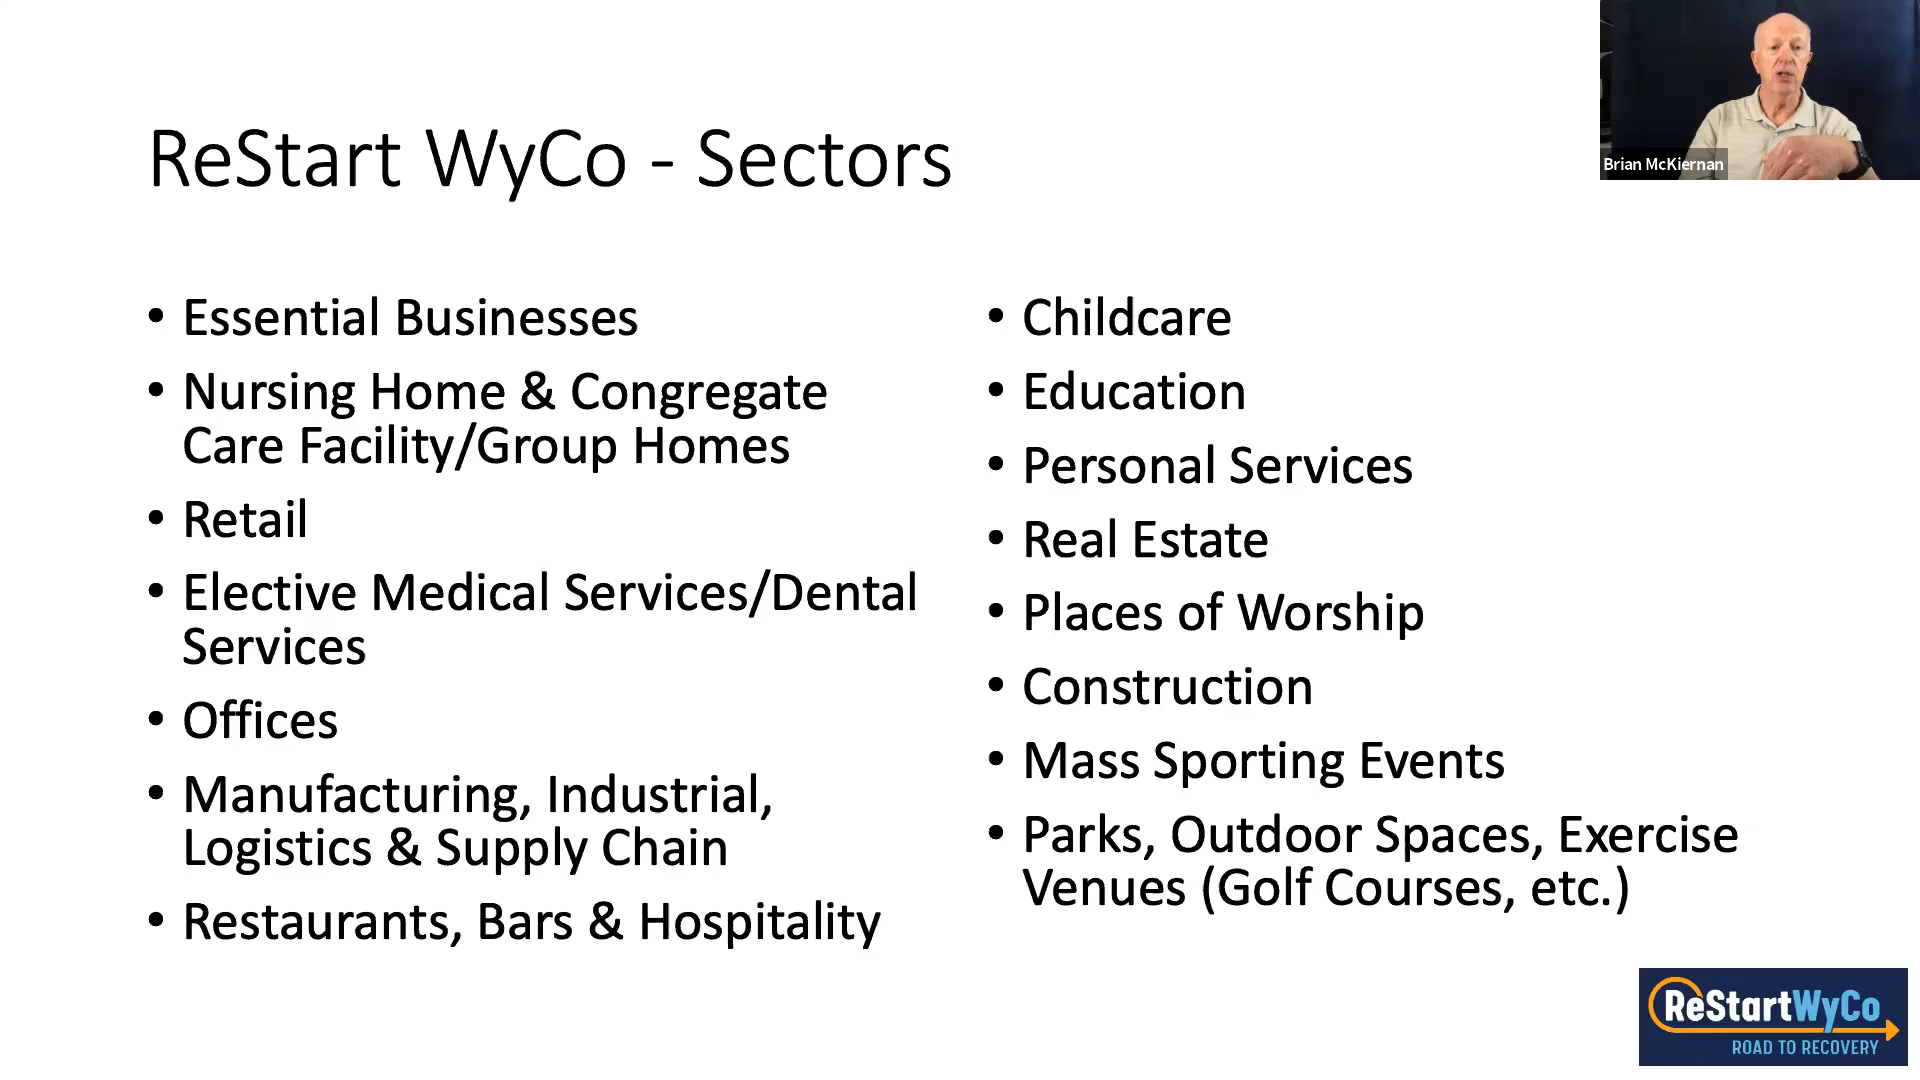 ReStart WyCo - Sectors
Brian McKiernan
• Essential Businesses
• Nursing Home & Congregate
Care Facility/Group Homes
• Retail
• Elective Medical Services/Dental
Services
• Offices
• Manufacturing, Industrial,
Logistics & Supply Chain
• Restaurants, Bars & Hospitality
• Childcare
• Education
• Personal Services
• Real Estate
• Places of Worship
• Construction
• Mass Sporting Events
• Parks, Outdoor Spaces, Exercise
Venues (Golf Courses, etc.)
ReStartWyCo
ROAD TO RECOVERY